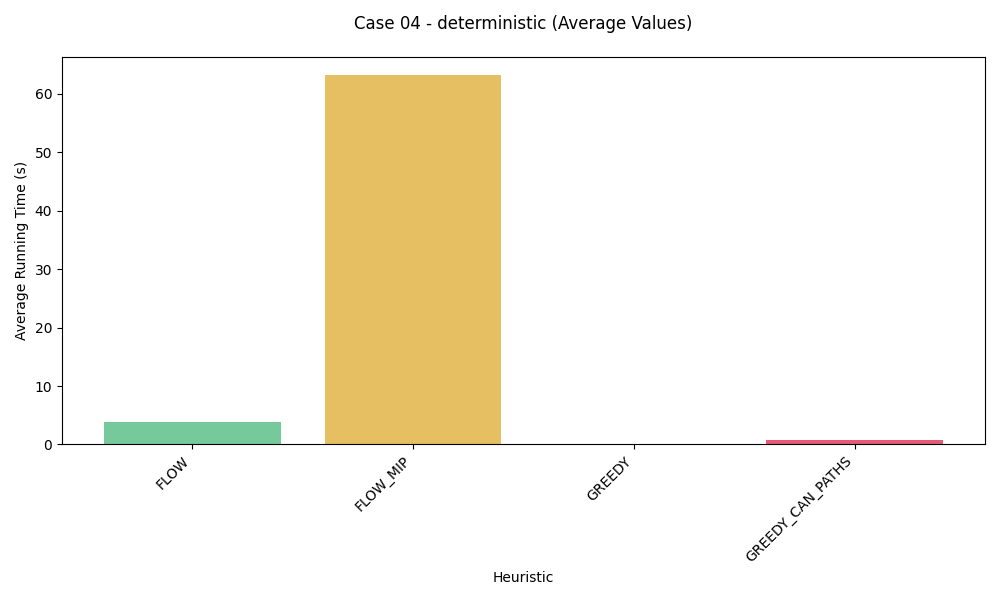 Case 04 - deterministic (Average Values)
Average Running Time (s)
60
50
40
30
20
10
0
FLOW
FLOW_MIP
GREEDY
GREEDY_CAN_PATHS
Heuristic